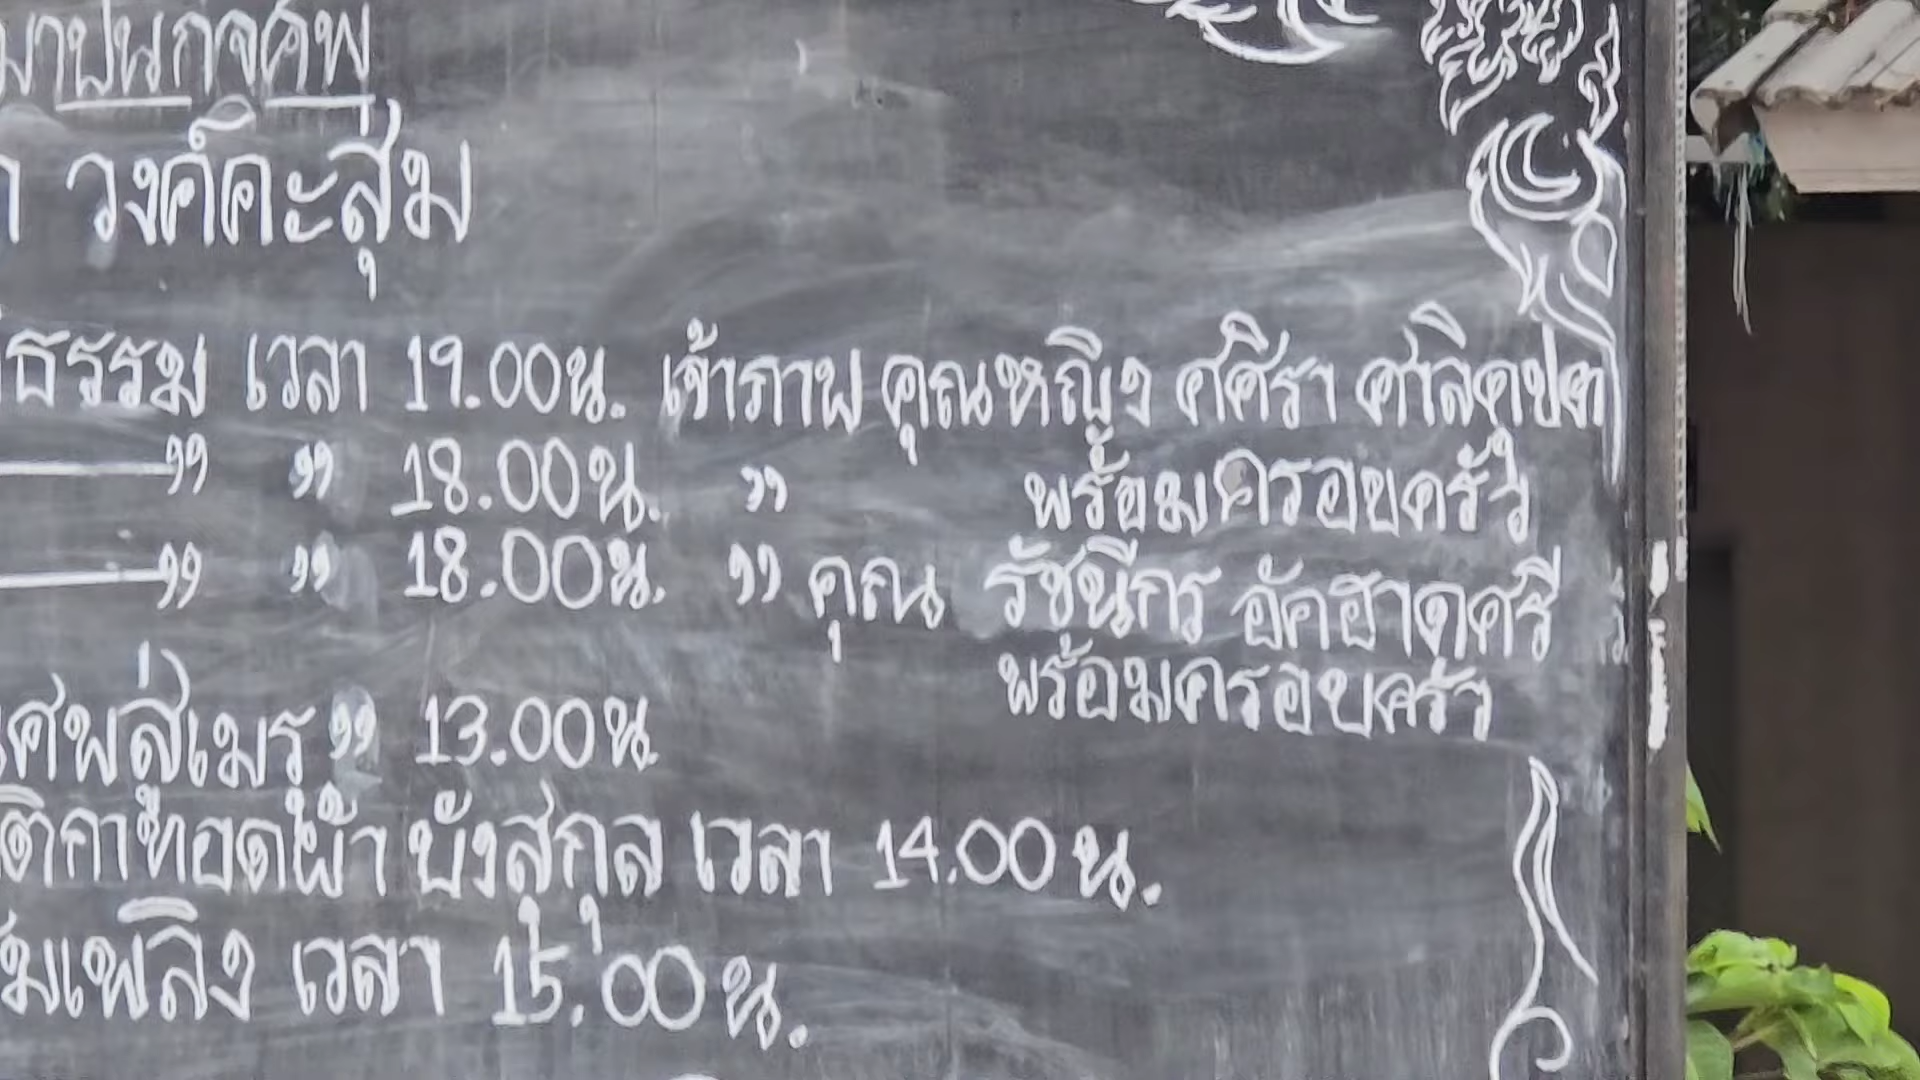 มาปนกิจศพ
วงศ์คะสุ่ม
ธรรม เวลา 19.00น. เจ้าภาพ คุณหญิง ศศิรา
" " 18.00น. " พร้อมครอบครัว
" " 18.00น. " คุณ รัชนีกร อัคฮาดศรี
พร้อมครอบครัว
ศพสู่เมรุ " 13.00น
ติกาทอดผ้า บังสุกุล เวลา 14.00 น.
เพลิง เวลา 15.00 น.